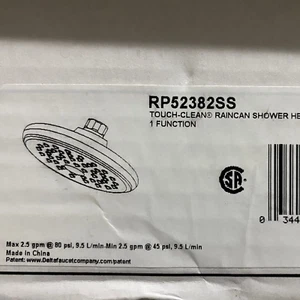 RP52382SS
TOUCH-CLEAN® RAINCAN SHOWER HE
1 FUNCTION
SA
0 344
Max 2.5 gpm @ 80 psi, 9.5 L/min-Min 2.5 gpm @ 45 psi, 9.5 L/min
Made in China
Patent: www.Deltafaucetcompany.com/patent